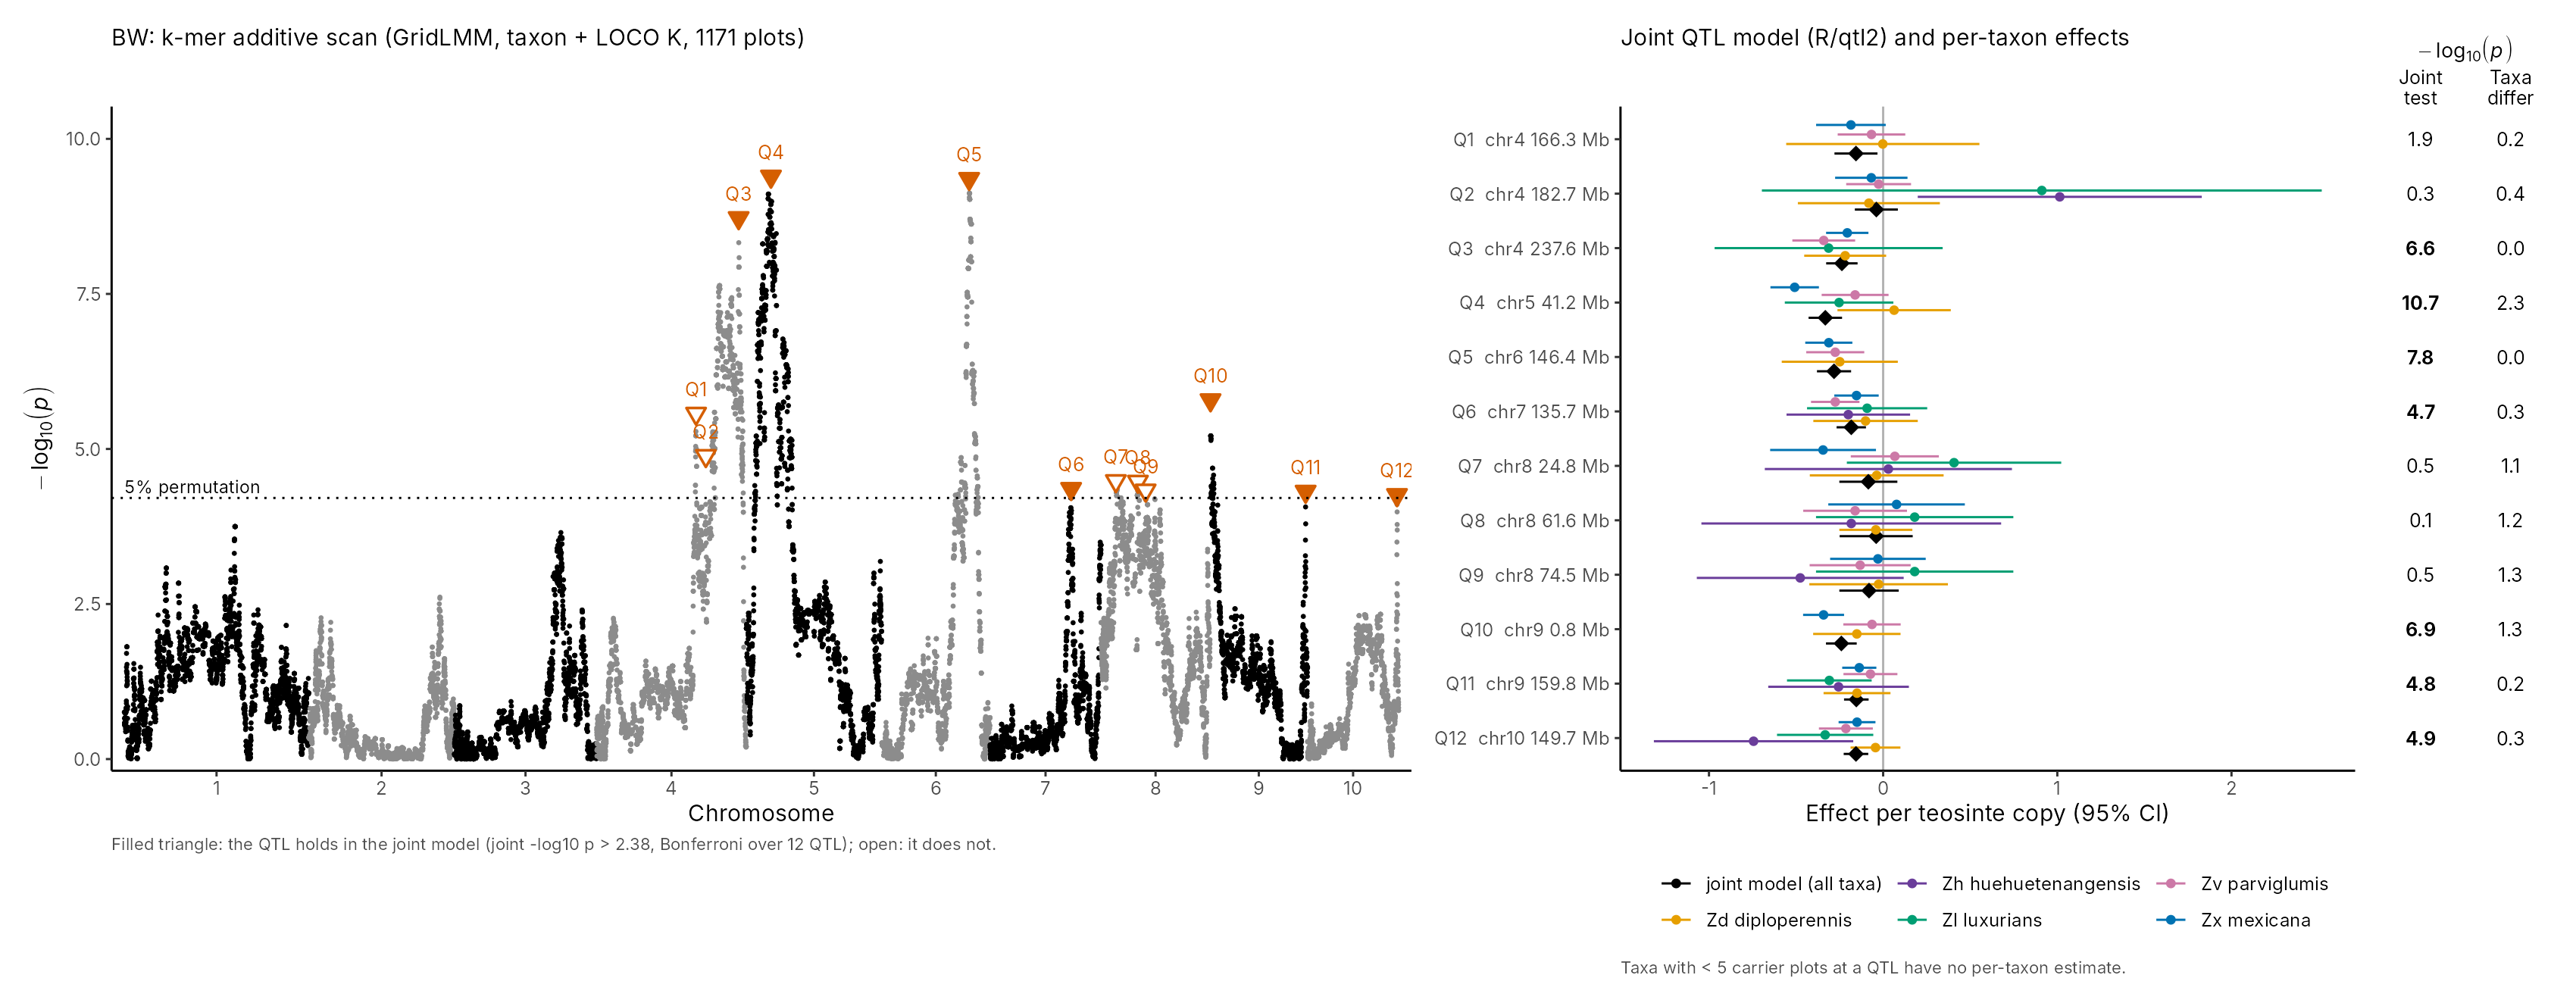 BW: k-mer additive scan (GridLMM, taxon + LOCO K, 1171 plots)
− log10(p)
10.0
7.5
5.0
2.5
0.0
5% permutation
Q1
Q2
Q3
Q4
Q5
Q6
Q7
Q8
Q9
Q10
Q11
Q12
1 2 3 4 5 6 7 8 9 10
Chromosome
Filled triangle: the QTL holds in the joint model (joint -log10 p > 2.38, Bonferroni over 12 QTL); open: it does not.
Joint QTL model (R/qtl2) and per-taxon effects
− log10(p)
Joint test
Taxa differ
Q1 chr4 166.3 Mb 1.9 0.2
Q2 chr4 182.7 Mb 0.3 0.4
Q3 chr4 237.6 Mb 6.6 0.0
Q4 chr5 41.2 Mb 10.7 2.3
Q5 chr6 146.4 Mb 7.8 0.0
Q6 chr7 135.7 Mb 4.7 0.3
Q7 chr8 24.8 Mb 0.5 1.1
Q8 chr8 61.6 Mb 0.1 1.2
Q9 chr8 74.5 Mb 0.5 1.3
Q10 chr9 0.8 Mb 6.9 1.3
Q11 chr9 159.8 Mb 4.8 0.2
Q12 chr10 149.7 Mb 4.9 0.3
-1 0 1 2
Effect per teosinte copy (95% CI)
joint model (all taxa) Zh huehuetenangensis Zv parviglumis
Zd diploperennis Zl luxurians Zx mexicana
Taxa with < 5 carrier plots at a QTL have no per-taxon estimate.